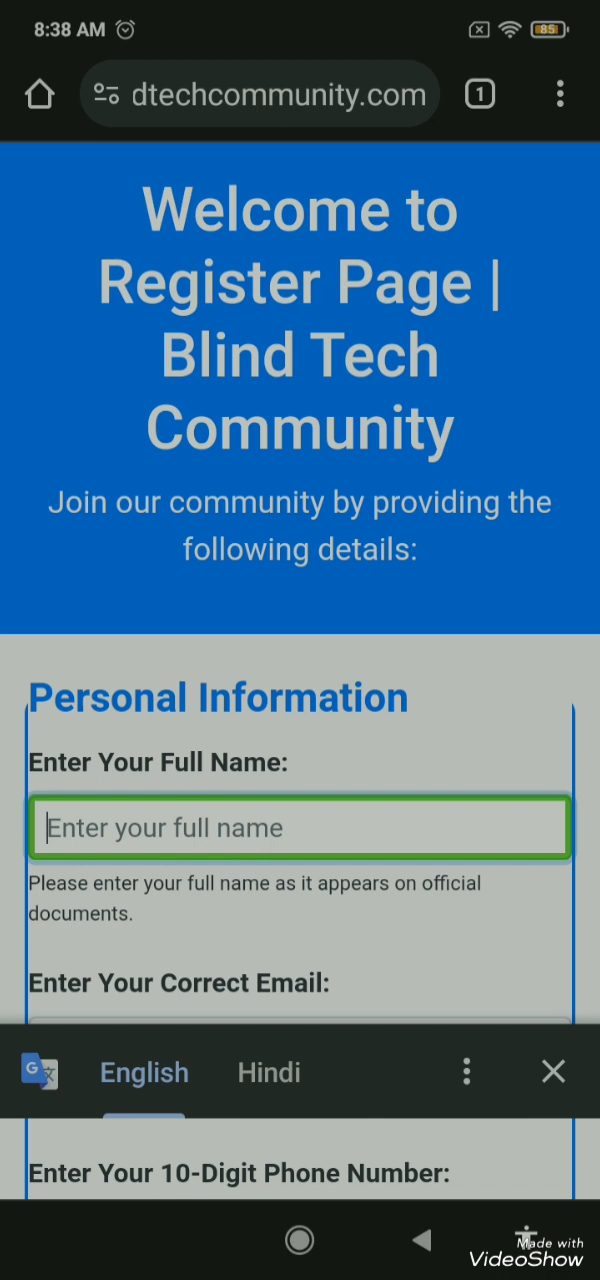 8:38 AM
85
dtechcommunity.com
1
Welcome to
Register Page |
Blind Tech
Community
Join our community by providing the
following details:
Personal Information
Enter Your Full Name:
Enter your full name
Please enter your full name as it appears on official
documents.
Enter Your Correct Email:
G 文
English
Hindi
Enter Your 10-Digit Phone Number:
Made with
VideoShow